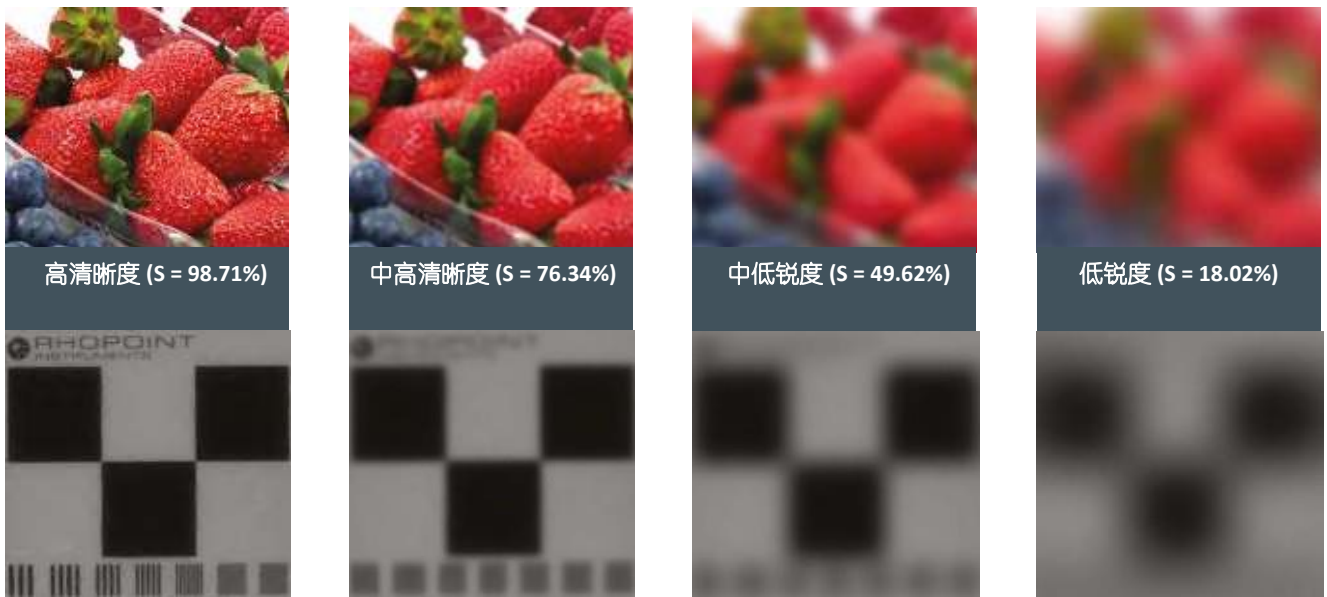 高清晰度 (S = 98.71%)
中高清晰度 (S = 76.34%)
中低锐度 (S = 49.62%)
低锐度 (S = 18.02%)
RHOPOINT
INSTRUMENTS
RHOPOINT